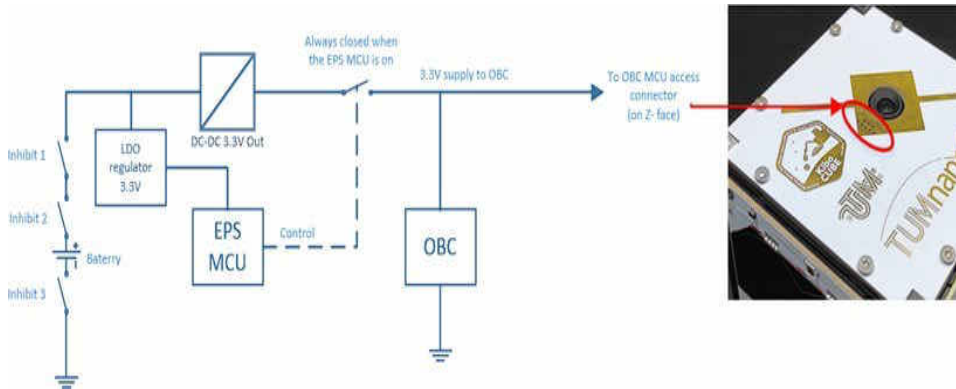 Always closed when
the EPS MCU is on
3.3V supply to OBC
To OBC MCU access
connector
(on Z- face)
DC-DC 3.3V Out
Inhibit 1
LDO
regulator
3.3V
Inhibit 2
EPS
MCU
Control
OBC
Baterry
Inhibit 3
CUBE
TUM
TUMnan